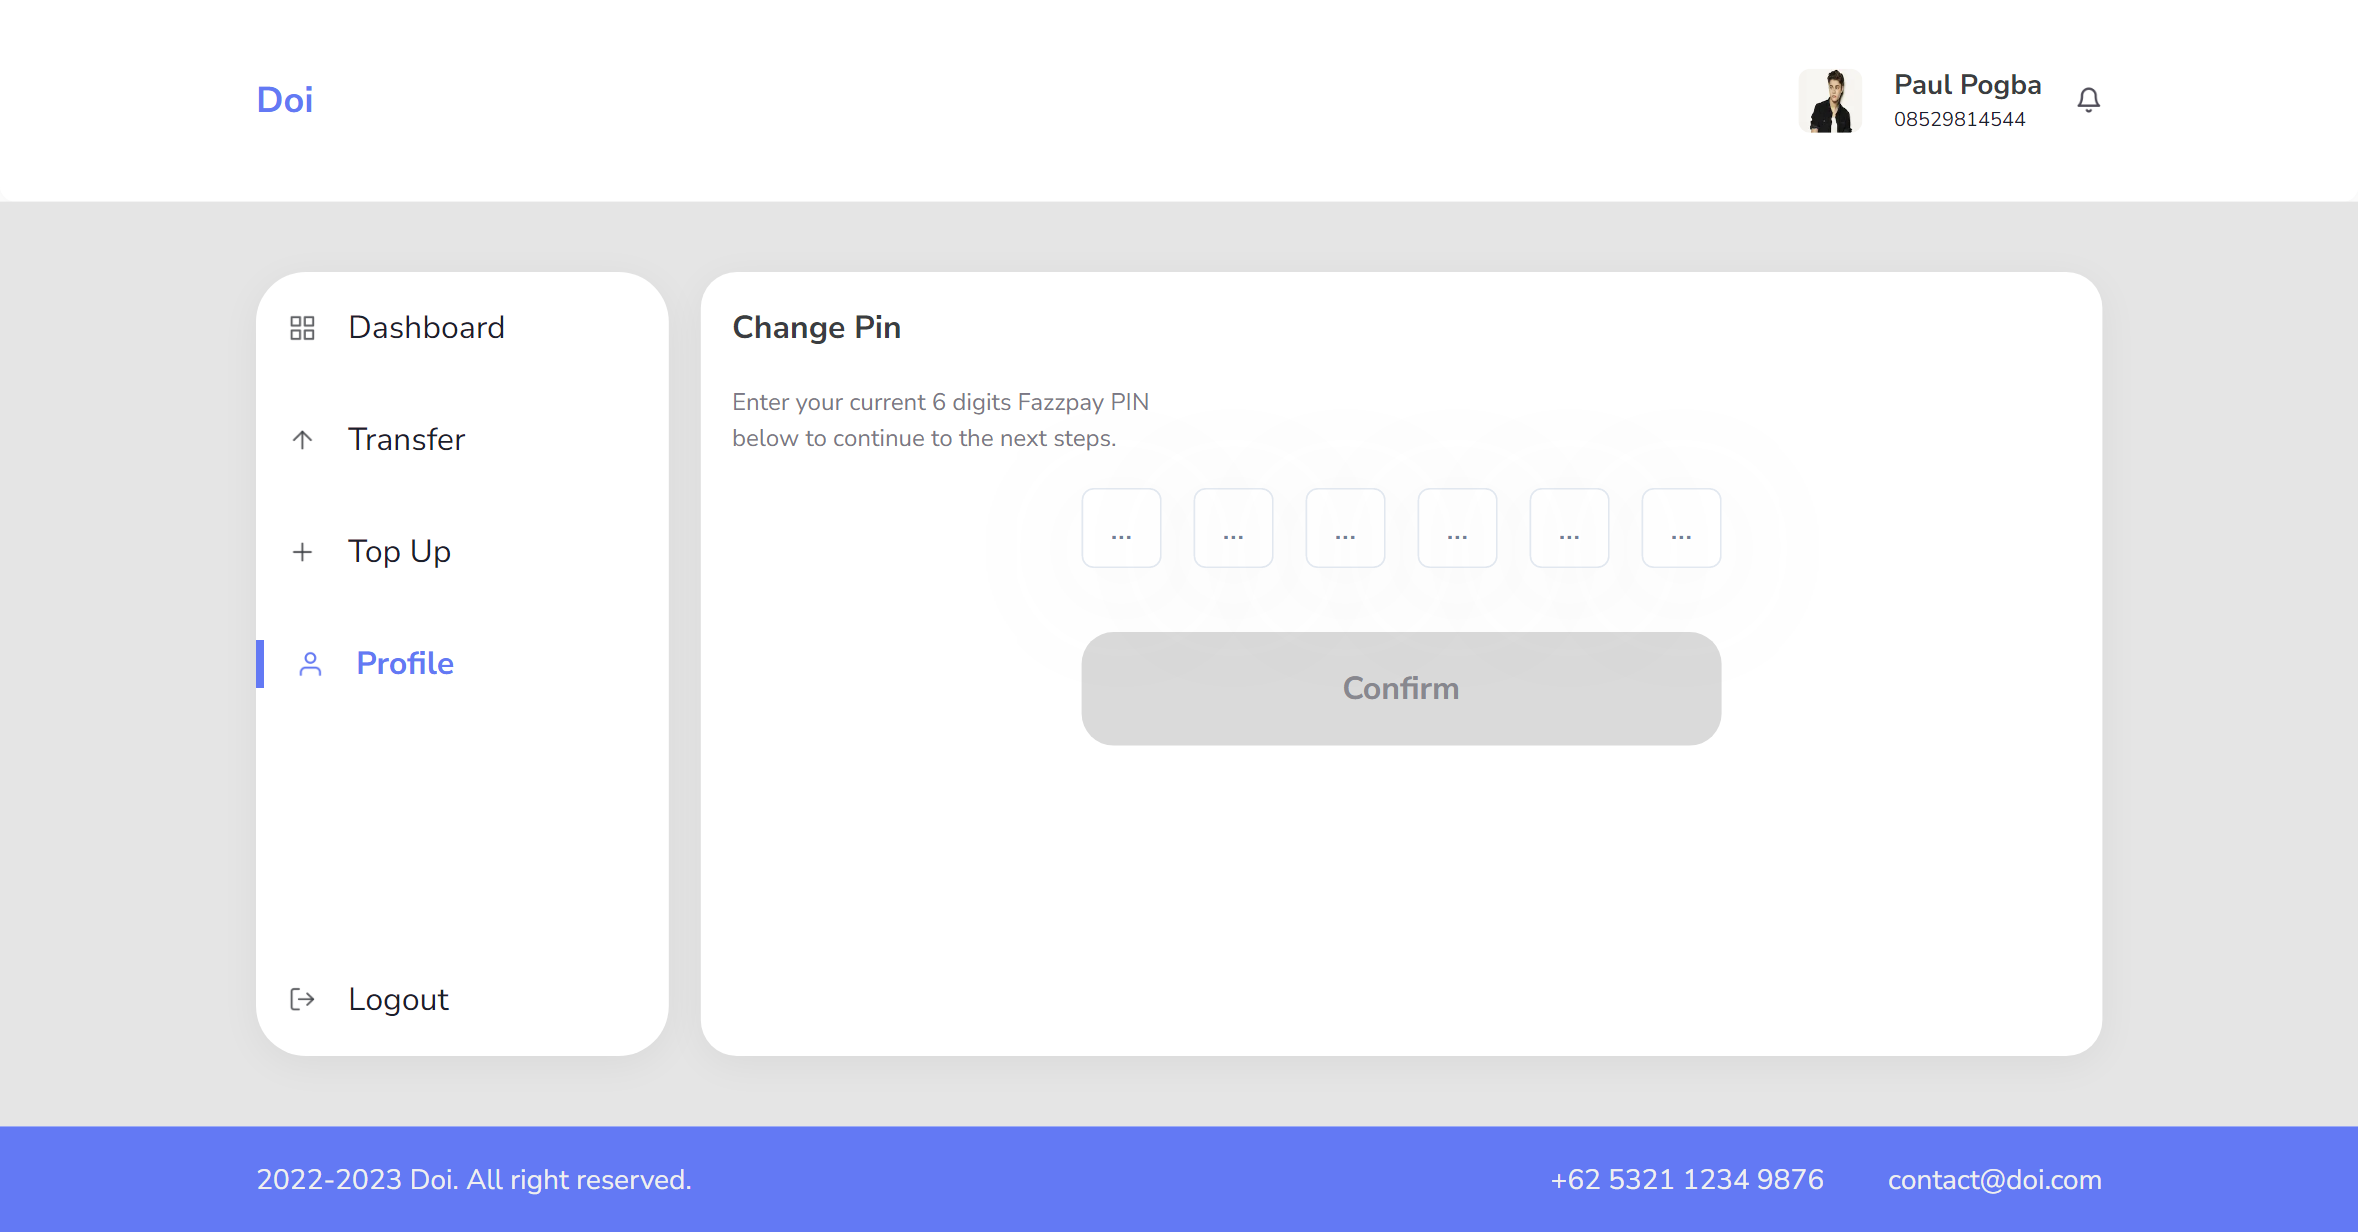 Doi
Paul Pogba
08529814544
Dashboard
Transfer
Top Up
Profile
Logout
Change Pin
Enter your current 6 digits Fazzpay PIN
below to continue to the next steps.
... ... ... ... ... ...
Confirm
2022-2023 Doi. All right reserved.
+62 5321 1234 9876
contact@doi.com